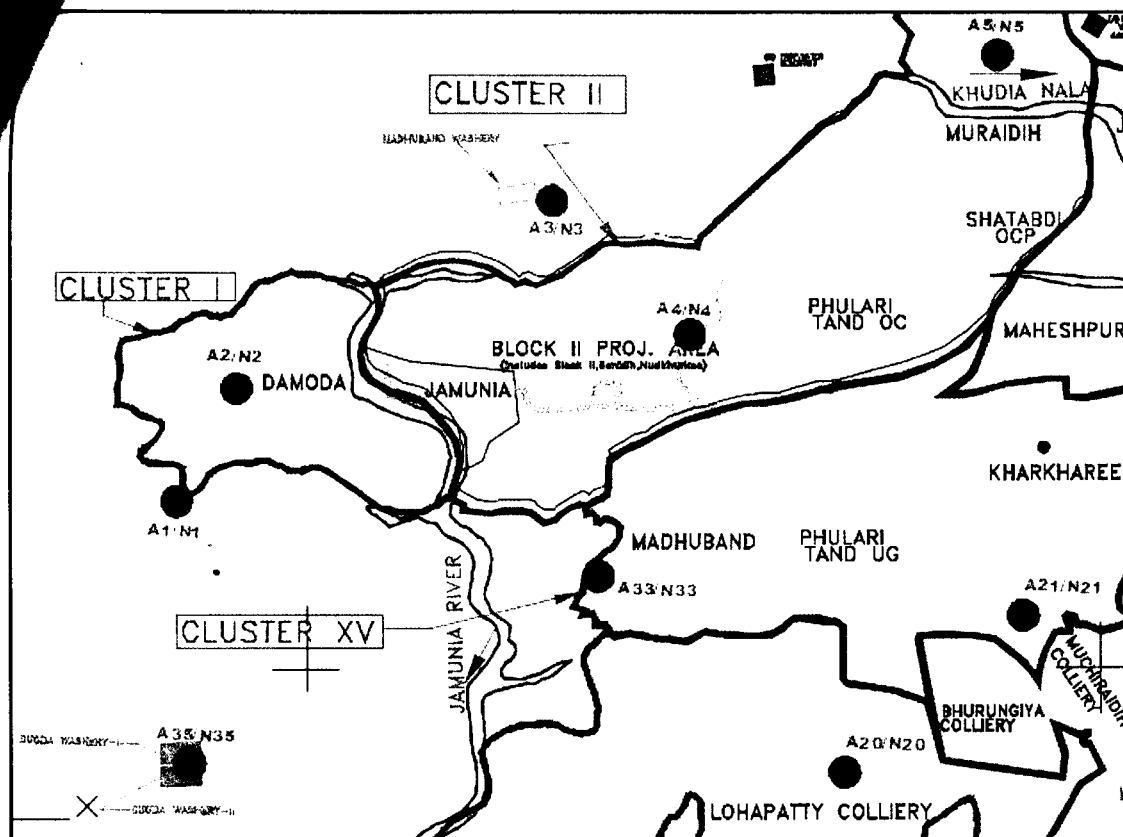 A5/N5
KHUDIA NALA
CLUSTER II
MURAIDIH
MADHUBAND WASHERY
A3/N3
SHATABDI
OCP
CLUSTER I
A4/N4
PHULARI
TAND OC
MAHESHPUR
A2/N2
DAMODA
BLOCK II PROJ. AREA
JAMUNIA
KHARKHAREE
A1/N1
MADHUBAND
PHULARI
TAND UG
A33/N33
A21/N21
CLUSTER XV
JAMUNIA RIVER
MUCHIRAIDIH
COLLIERY
BHURUNGIYA
COLLIERY
A35/N35
A20/N20
LOHAPATTY COLLIERY